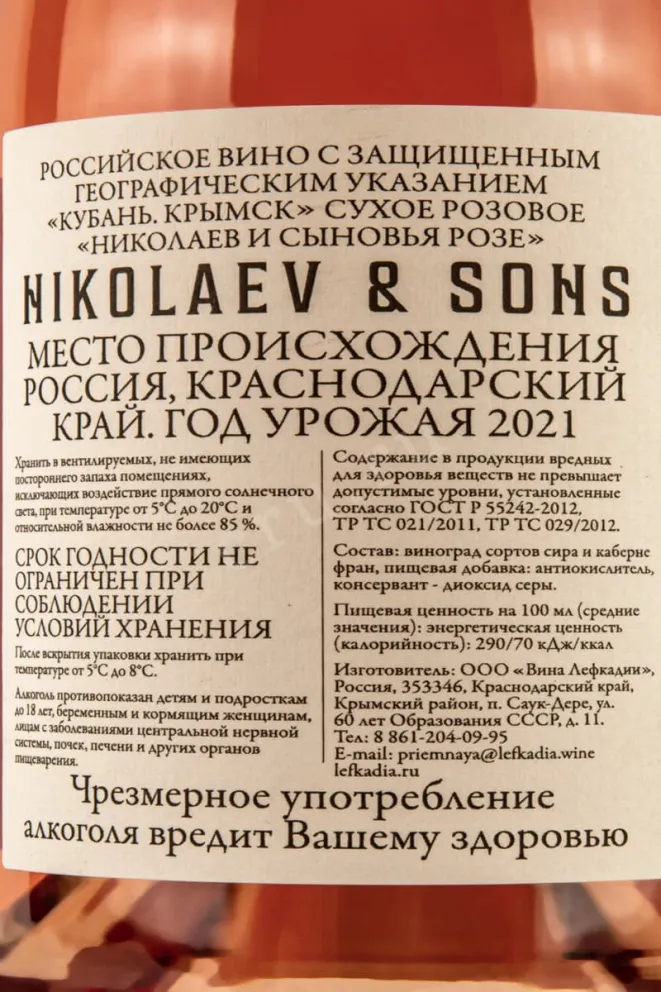 РОССИЙСКОЕ ВИНО С ЗАЩИЩЕННЫМ
ГЕОГРАФИЧЕСКИМ УКАЗАНИЕМ
«КУБАНЬ. КРЫМСК» СУХОЕ РОЗОВОЕ
«НИКОЛАЕВ И СЫНОВЬЯ РОЗЕ»
NIKOLAEV & SONS
МЕСТО ПРОИСХОЖДЕНИЯ
РОССИЯ, КРАСНОДАРСКИЙ
КРАЙ. ГОД УРОЖАЯ 2021
Хранить в вентилируемых, не имеющих
постороннего запаха помещениях,
исключающих воздействие прямого солнечного
света, при температуре от 5°С до 20°С и
относительной влажности не более 85 %.
СРОК ГОДНОСТИ НЕ
ОГРАНИЧЕН ПРИ
СОБЛЮДЕНИИ
УСЛОВИЙ ХРАНЕНИЯ
После вскрытия упаковки хранить при
температуре от 5°С до 8°С.
Алкоголь противопоказан детям и подросткам
до 18 лет, беременным и кормящим женщинам,
лицам с заболеваниями центральной нервной
системы, почек, печени и других органов
пищеварения.
Содержание в продукции вредных
для здоровья веществ не превышает
допустимые уровни, установленные
согласно ГОСТ Р 55242-2012,
ТР ТС 021/2011, ТР ТС 029/2012.
Состав: виноград сортов сира и каберне
фран, пищевая добавка: антиокислитель,
консервант - диоксид серы.
Пищевая ценность на 100 мл (средние
значения): энергетическая ценность
(калорийность): 290/70 кДж/ккал
Изготовитель: ООО «Вина Лефкадии»,
Россия, 353346, Краснодарский край,
Крымский район, п. Саук-Дере, ул.
60 лет Образования СССР, д. 11.
Тел: 8 861-204-09-95
E-mail: priemnaya@lefkadia.wine
lefkadia.ru
Чрезмерное употребление
алкоголя вредит Вашему здоровью